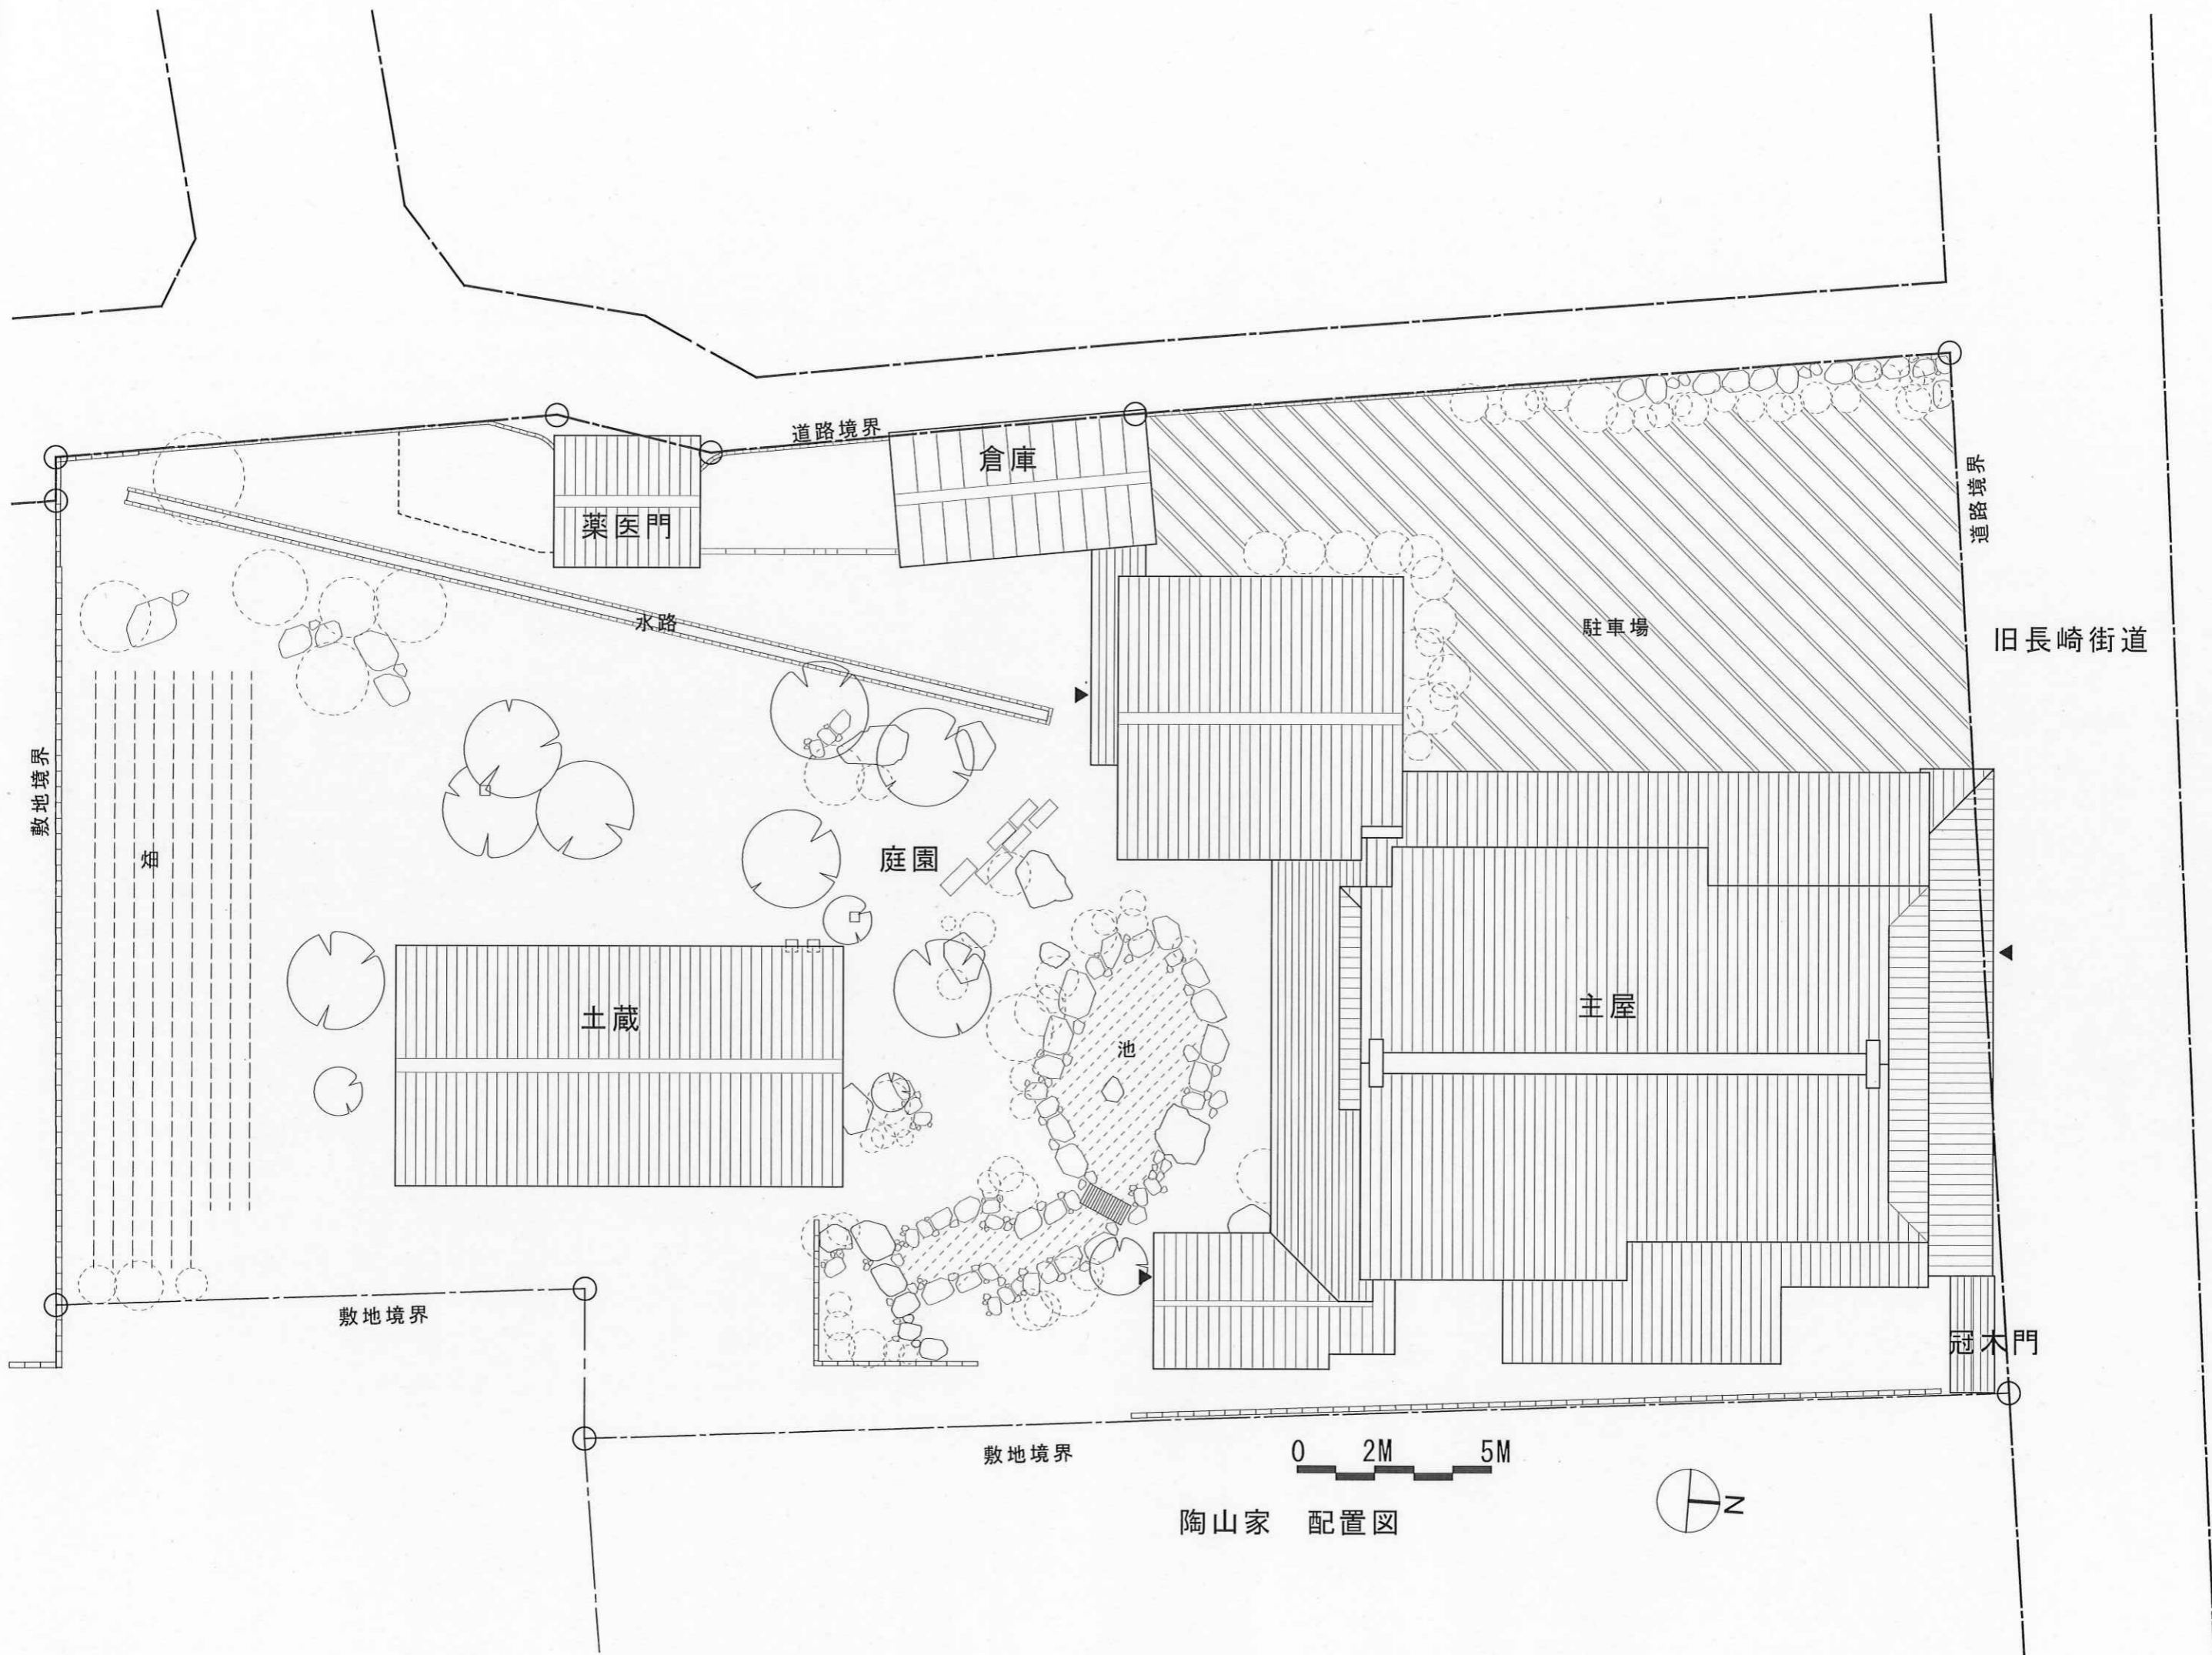 道路境界
倉庫
薬医門
道路境界
水路
駐車場
旧長崎街道
敷地境界
畑
庭園
土蔵
主屋
池
敷地境界
冠木門
敷地境界
0 2M 5M
陶山家 配置図
N